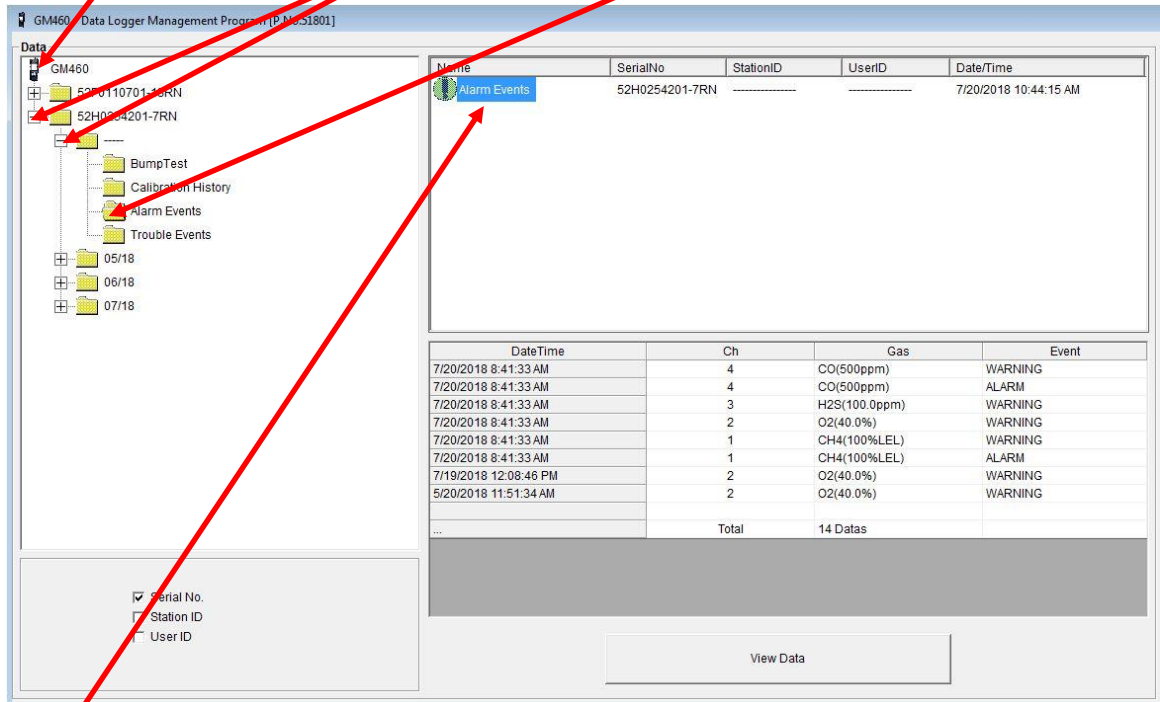 GM460 - Data Logger Management Program [P.No.51801]
Data
GM460
52H0254201-7RN
-----
BumpTest
Calibration History
Alarm Events
Trouble Events
05/18
06/18
07/18
Name SerialNo StationID UserID Date/Time
Alarm Events 52H0254201-7RN ---------------- ---------------- 7/20/2018 10:44:15 AM
DateTime Ch Gas Event
7/20/2018 8:41:33 AM 4 CO(500ppm) WARNING
7/20/2018 8:41:33 AM 4 CO(500ppm) ALARM
7/20/2018 8:41:33 AM 3 H2S(100.0ppm) WARNING
7/20/2018 8:41:33 AM 2 O2(40.0%) WARNING
7/20/2018 8:41:33 AM 1 CH4(100%LEL) WARNING
7/20/2018 8:41:33 AM 1 CH4(100%LEL) ALARM
7/19/2018 12:08:46 PM 2 O2(40.0%) WARNING
5/20/2018 11:51:34 AM 2 O2(40.0%) WARNING
... Total 14 Datas
Serial No.
Station ID
User ID
View Data